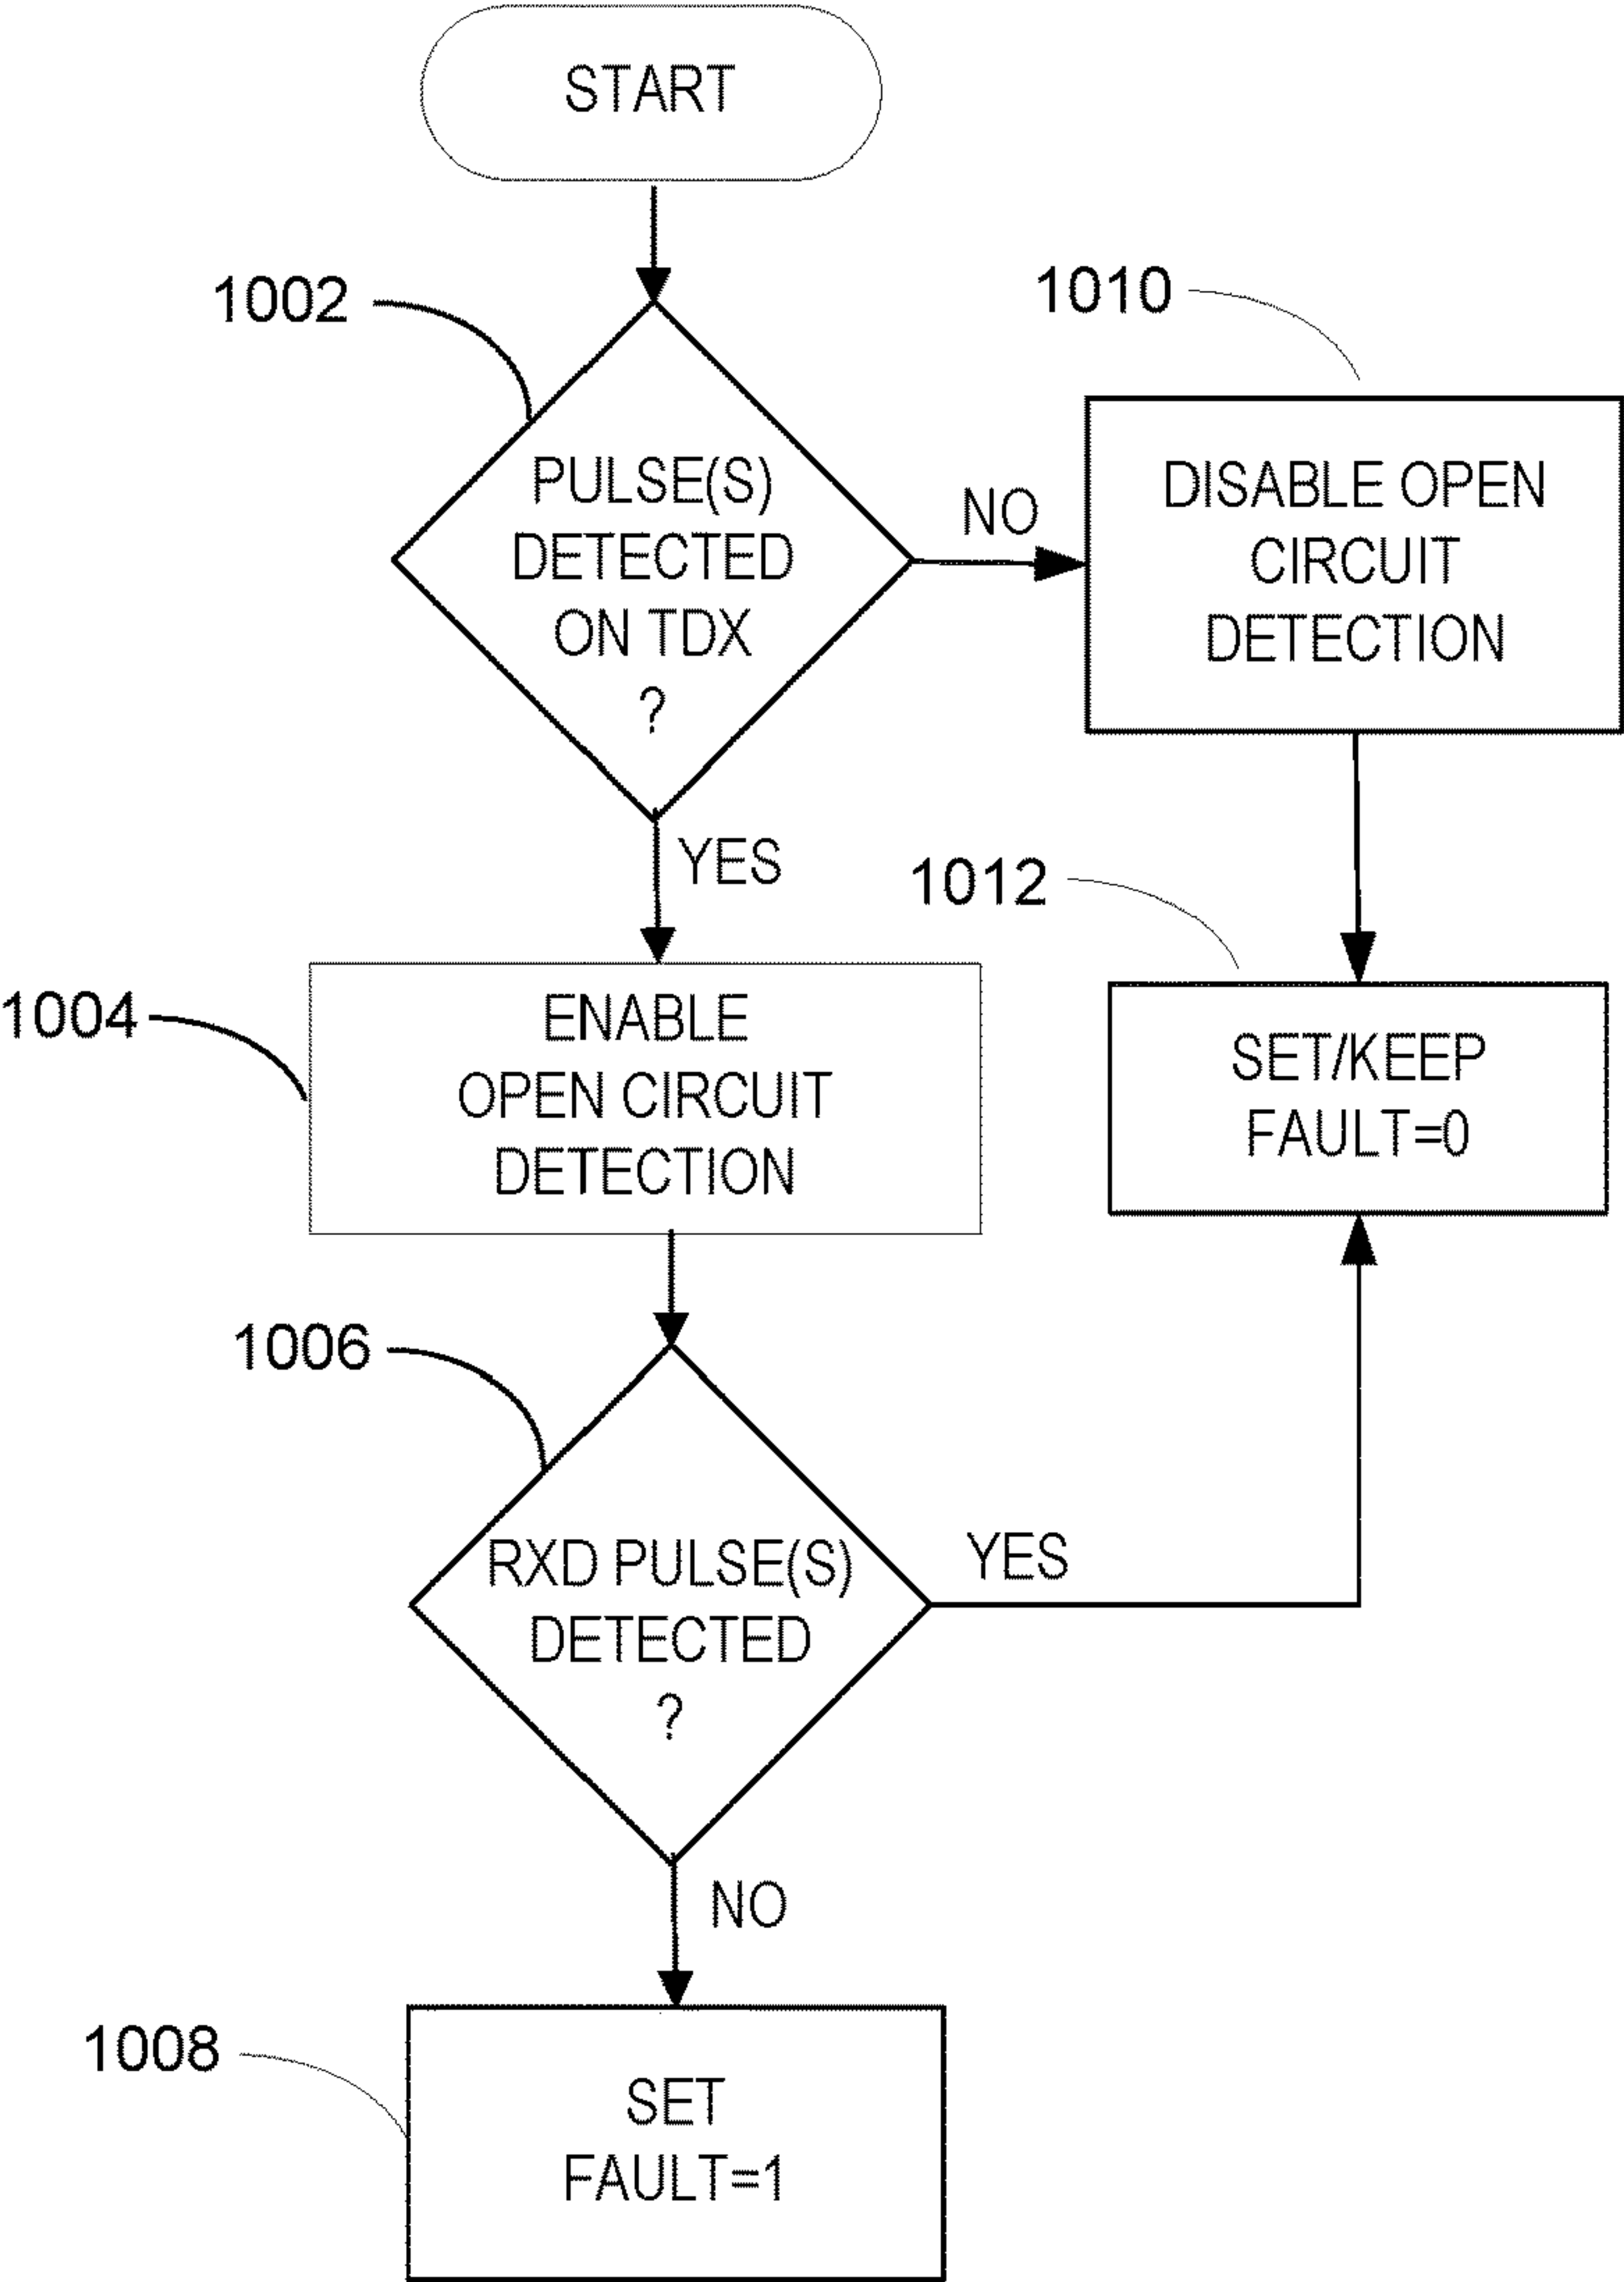 START
1002
PULSE(S)
DETECTED
ON TDX
?
NO
1010
DISABLE OPEN
CIRCUIT
DETECTION
YES
1012
SET/KEEP
FAULT=0
1004
ENABLE
OPEN CIRCUIT
DETECTION
1006
RXD PULSE(S)
DETECTED
?
YES
NO
1008
SET
FAULT=1